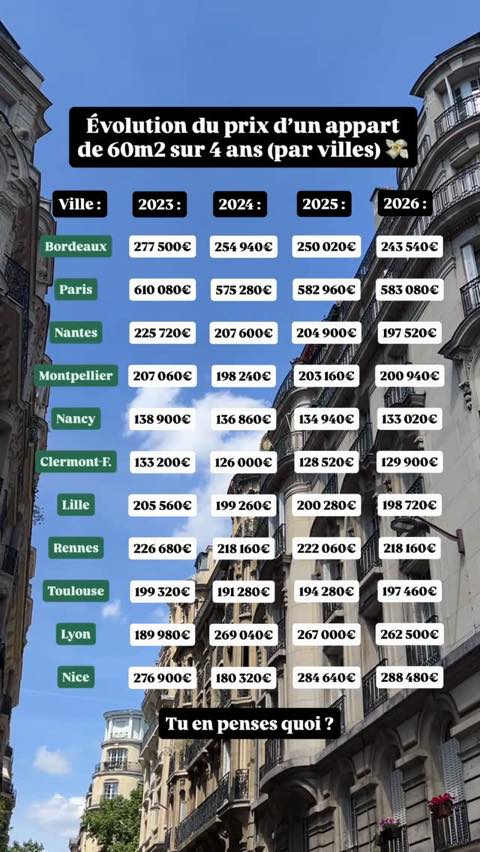 Évolution du prix d'un appart
de 60m2 sur 4 ans (par villes) 💸
Ville : 2023 : 2024 : 2025 : 2026 :
Bordeaux 277 500€ 254 940€ 250 020€ 243 540€
Paris 610 080€ 575 280€ 582 960€ 583 080€
Nantes 225 720€ 207 600€ 204 900€ 197 520€
Montpellier 207 060€ 198 240€ 203 160€ 200 940€
Nancy 138 900€ 136 860€ 134 940€ 133 020€
Clermont-F. 133 200€ 126 000€ 128 520€ 129 900€
Lille 205 560€ 199 260€ 200 280€ 198 720€
Rennes 226 680€ 218 160€ 222 060€ 218 160€
Toulouse 199 320€ 191 280€ 194 280€ 197 460€
Lyon 189 980€ 269 040€ 267 000€ 262 500€
Nice 276 900€ 180 320€ 284 640€ 288 480€
Tu en penses quoi ?